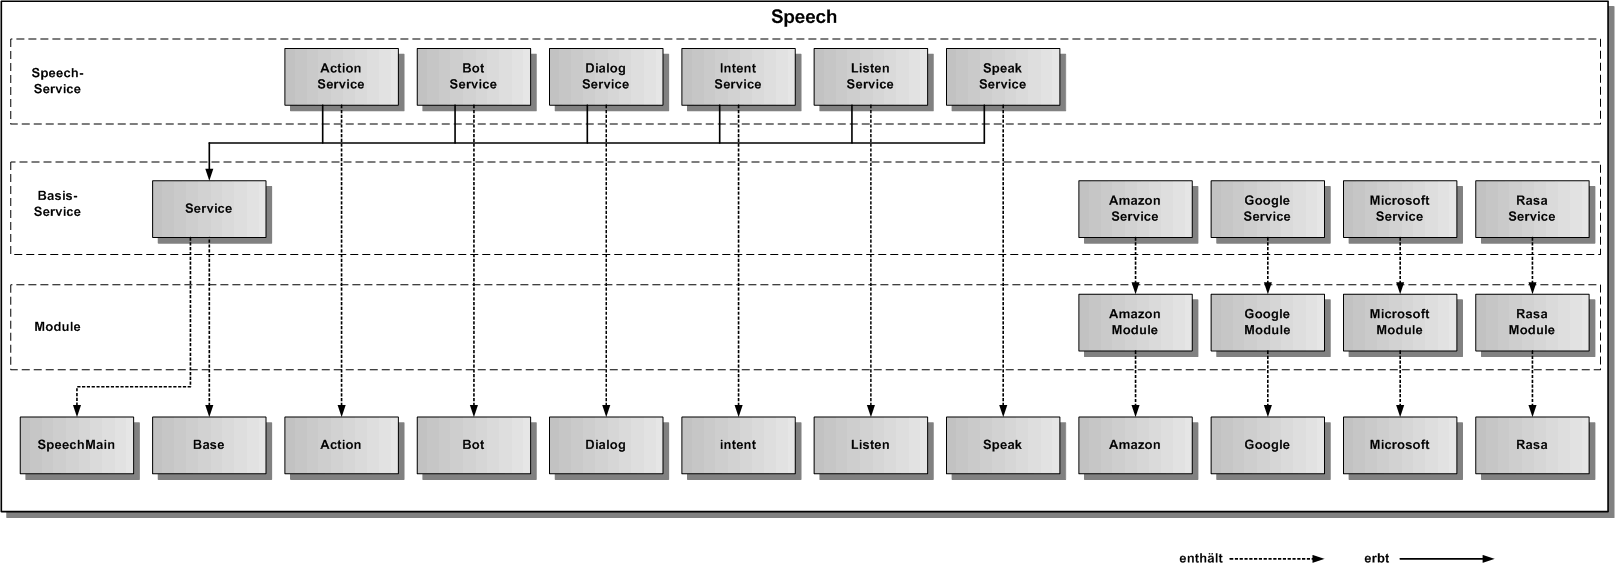 Speech
Speech-
Service
Action
Service
Bot
Service
Dialog
Service
Intent
Service
Listen
Service
Speak
Service
Basis-
Service
Service
Amazon
Service
Google
Service
Microsoft
Service
Rasa
Service
Module
Amazon
Module
Google
Module
Microsoft
Module
Rasa
Module
SpeechMain
Base
Action
Bot
Dialog
intent
Listen
Speak
Amazon
Google
Microsoft
Rasa
enthält
erbt